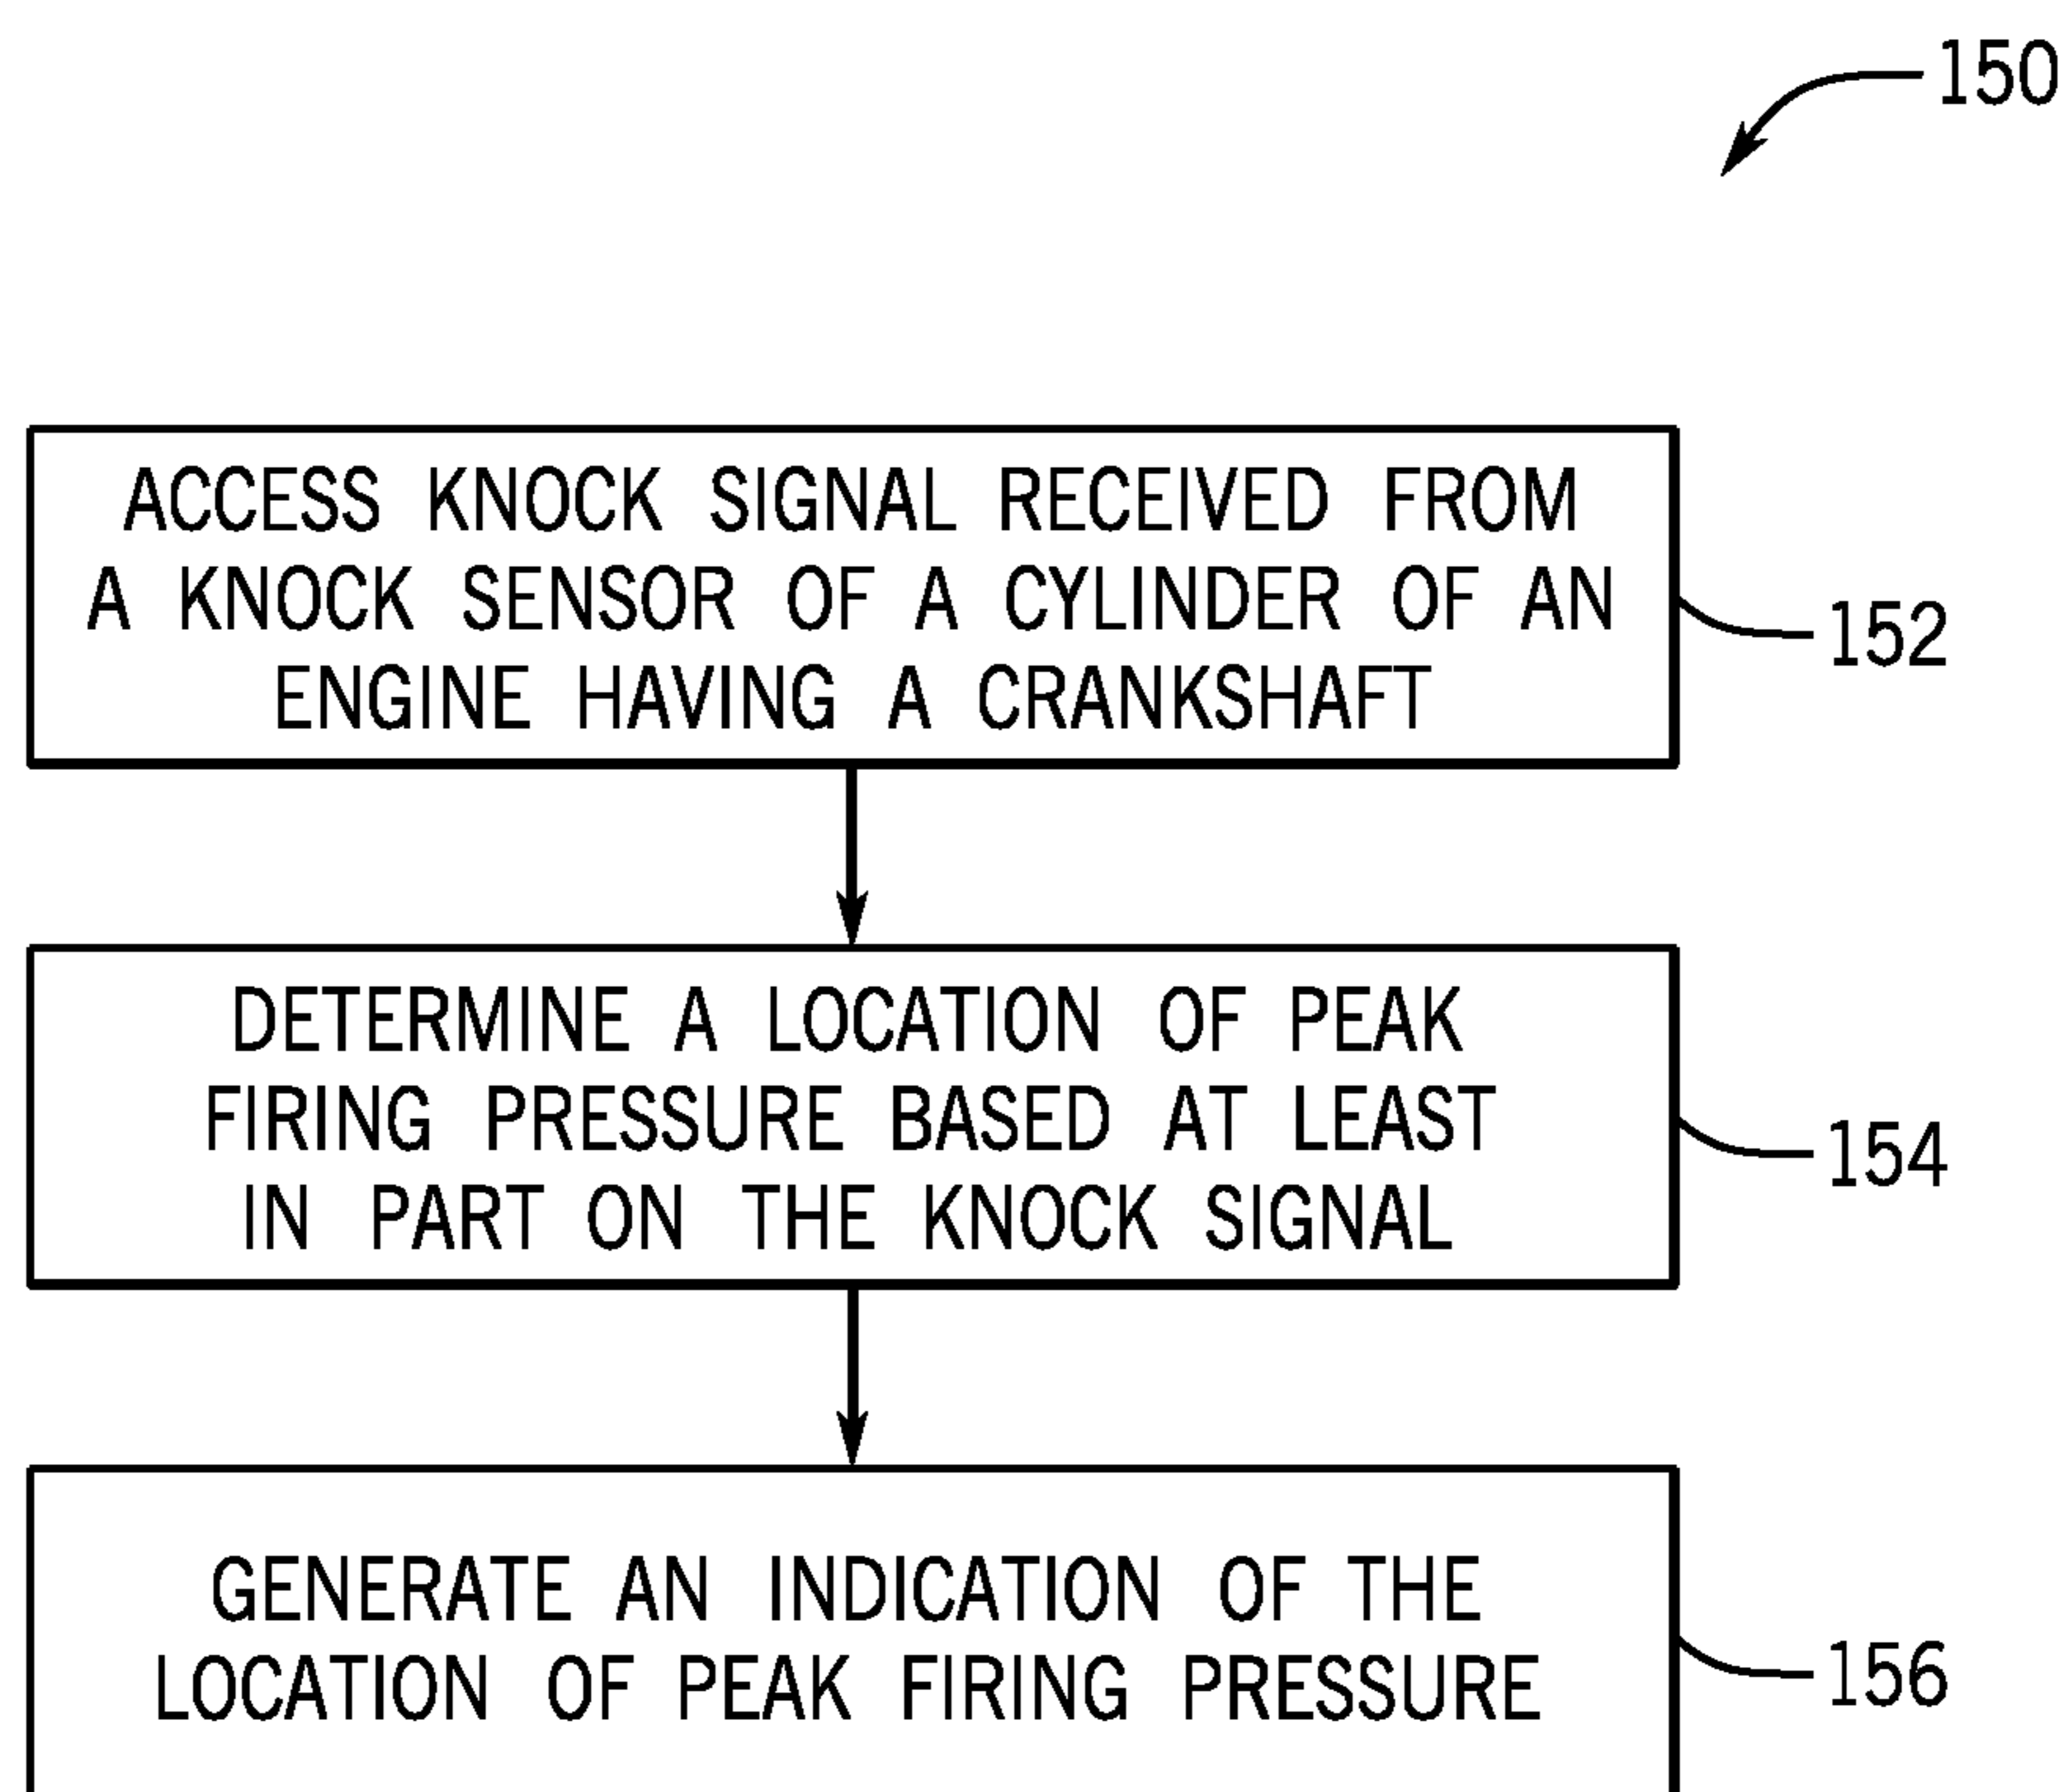 150
ACCESS KNOCK SIGNAL RECEIVED FROM
A KNOCK SENSOR OF A CYLINDER OF AN
ENGINE HAVING A CRANKSHAFT
152
DETERMINE A LOCATION OF PEAK
FIRING PRESSURE BASED AT LEAST
IN PART ON THE KNOCK SIGNAL
154
GENERATE AN INDICATION OF THE
LOCATION OF PEAK FIRING PRESSURE
156